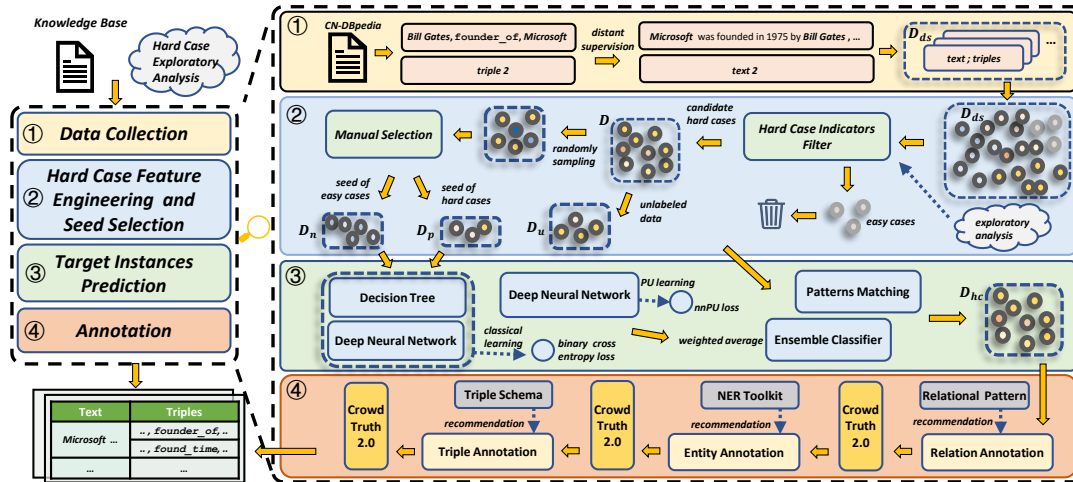 Knowledge Base
Hard Case
Exploratory
Analysis
① Data Collection
② Hard Case Feature
Engineering and
Seed Selection
③ Target Instances
Prediction
④ Annotation
Text
Triples
Microsoft ...
.., founder_of,..
.., found_time,..
...
...
①
CN-DBpedia
Bill Gates, founder_of, Microsoft
triple 2
distant
supervision
Microsoft was founded in 1975 by Bill Gates , ...
text 2
D_ds
...
text ; triples
②
Manual Selection
randomly
sampling
D
candidate
hard cases
Hard Case Indicators
Filter
D_ds
seed of
easy cases
seed of
hard cases
unlabeled
data
easy cases
exploratory
analysis
D_n
D_p
D_u
③
Decision Tree
Deep Neural Network
classical
learning
binary cross
entropy loss
Deep Neural Network
PU learning
nnPU loss
weighted average
Patterns Matching
Ensemble Classifier
D_hc
④
Crowd
Truth
2.0
Triple Schema
recommendation
Triple Annotation
Crowd
Truth
2.0
NER Toolkit
recommendation
Entity Annotation
Crowd
Truth
2.0
Relational Pattern
recommendation
Relation Annotation